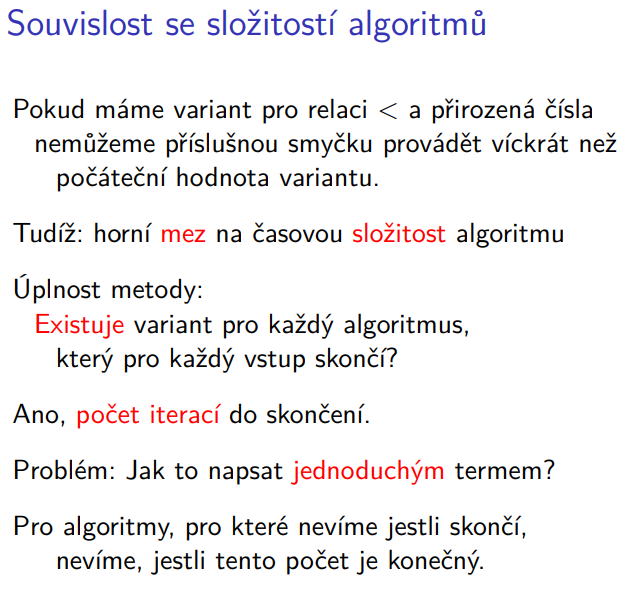 Souvislost se složitostí algoritmů
Pokud máme variant pro relaci < a přirozená čísla
nemůžeme příslušnou smyčku provádět víckrát než
počáteční hodnota variantu.
Tudíž: horní mez na časovou složitost algoritmu
Úplnost metody:
Existuje variant pro každý algoritmus,
který pro každý vstup skončí?
Ano, počet iterací do skončení.
Problém: Jak to napsat jednoduchým termem?
Pro algoritmy, pro které nevíme jestli skončí,
nevíme, jestli tento počet je konečný.